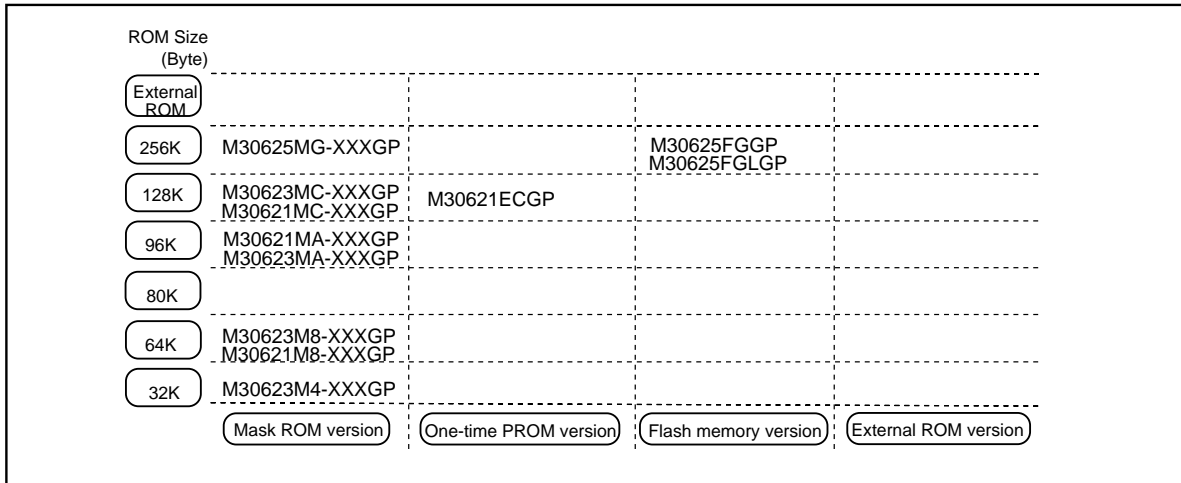 ROM Size
(Byte)
External
ROM
256K M30625MG-XXXGP M30625FGGP
M30625FGLGP
128K M30623MC-XXXGP M30621ECGP
M30621MC-XXXGP
96K M30621MA-XXXGP
M30623MA-XXXGP
80K
64K M30623M8-XXXGP
M30621M8-XXXGP
32K M30623M4-XXXGP
Mask ROM version One-time PROM version Flash memory version External ROM version